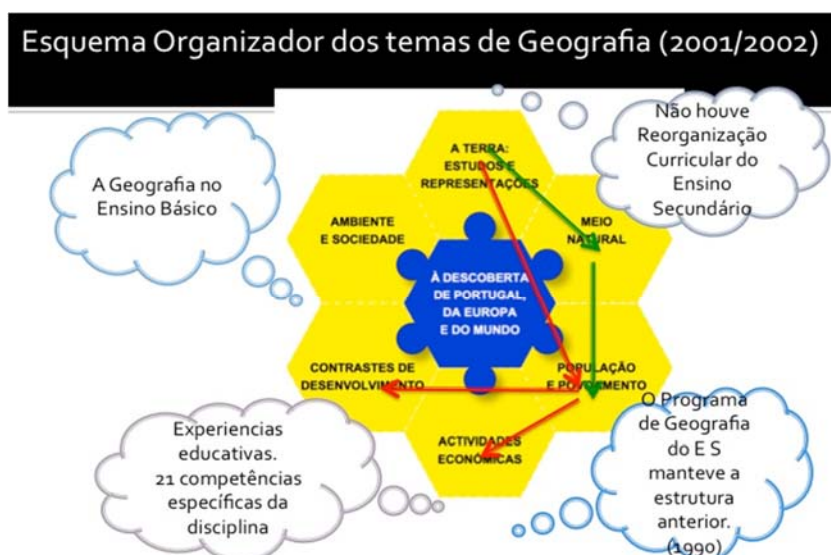 Esquema Organizador dos temas de Geografia (2001/2002)
A Geografia no
Ensino Básico
Não houve
Reorganização
Curricular do
Ensino
Secundário
A TERRA:
ESTUDOS E
REPRESENTAÇÕES
AMBIENTE
E SOCIEDADE
MEIO
NATURAL
À DESCOBERTA
DE PORTUGAL,
DA EUROPA
E DO MUNDO
CONTRASTES DE
DESENVOLVIMENTO
POPULAÇÃO
E POVOAMENTO
ACTIVIDADES
ECONÓMICAS
Experiencias
educativas.
21 competências
específicas da
disciplina
O Programa
de Geografia
do E S
manteve a
estrutura
anterior.
(1990)